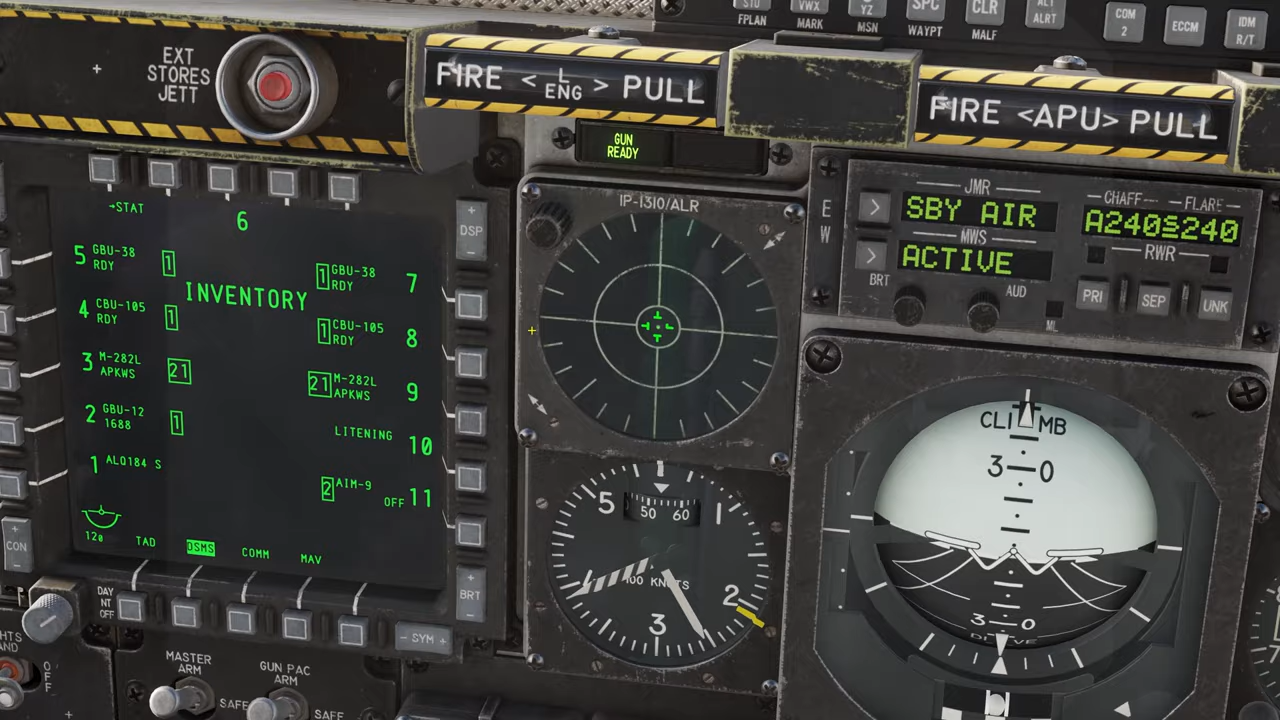 SPC
CLR
ALT
ALRT
COM
2
ECCM
IDM
R/T
FPLAN
MARK
MSN
WAYPT
MALF
EXT
STORES
JETT
FIRE < L ENG > PULL
FIRE <APU> PULL
GUN
READY
→STAT
6
5 GBU-38
RDY
1
1 GBU-38
RDY
7
INVENTORY
4 CBU-105
RDY
1
1 CBU-105
RDY
8
3 M-282L
APKWS
21
21 M-282L
APKWS
9
2 GBU-12
1688
1
LITENING 10
1 ALQ184 S
2 AIM-9
OFF 11
120
TAD
DSMS
COMM
MAV
+
DSP
-
+
BRT
-
+
CON
-
- SYM +
DAY
NT
OFF
IP-1310/ALR
E
W
JMR
SBY AIR
MWS
ACTIVE
CHAFF
FLARE
A240S240
RWR
BRT
AUD
ML
PRI
SEP
UNK
5
50 60
1
100 KNOTS
2
3
CLIMB
3 0
3 0
MASTER
ARM
SAFE
GUN PAC
ARM
SAFE
OFF